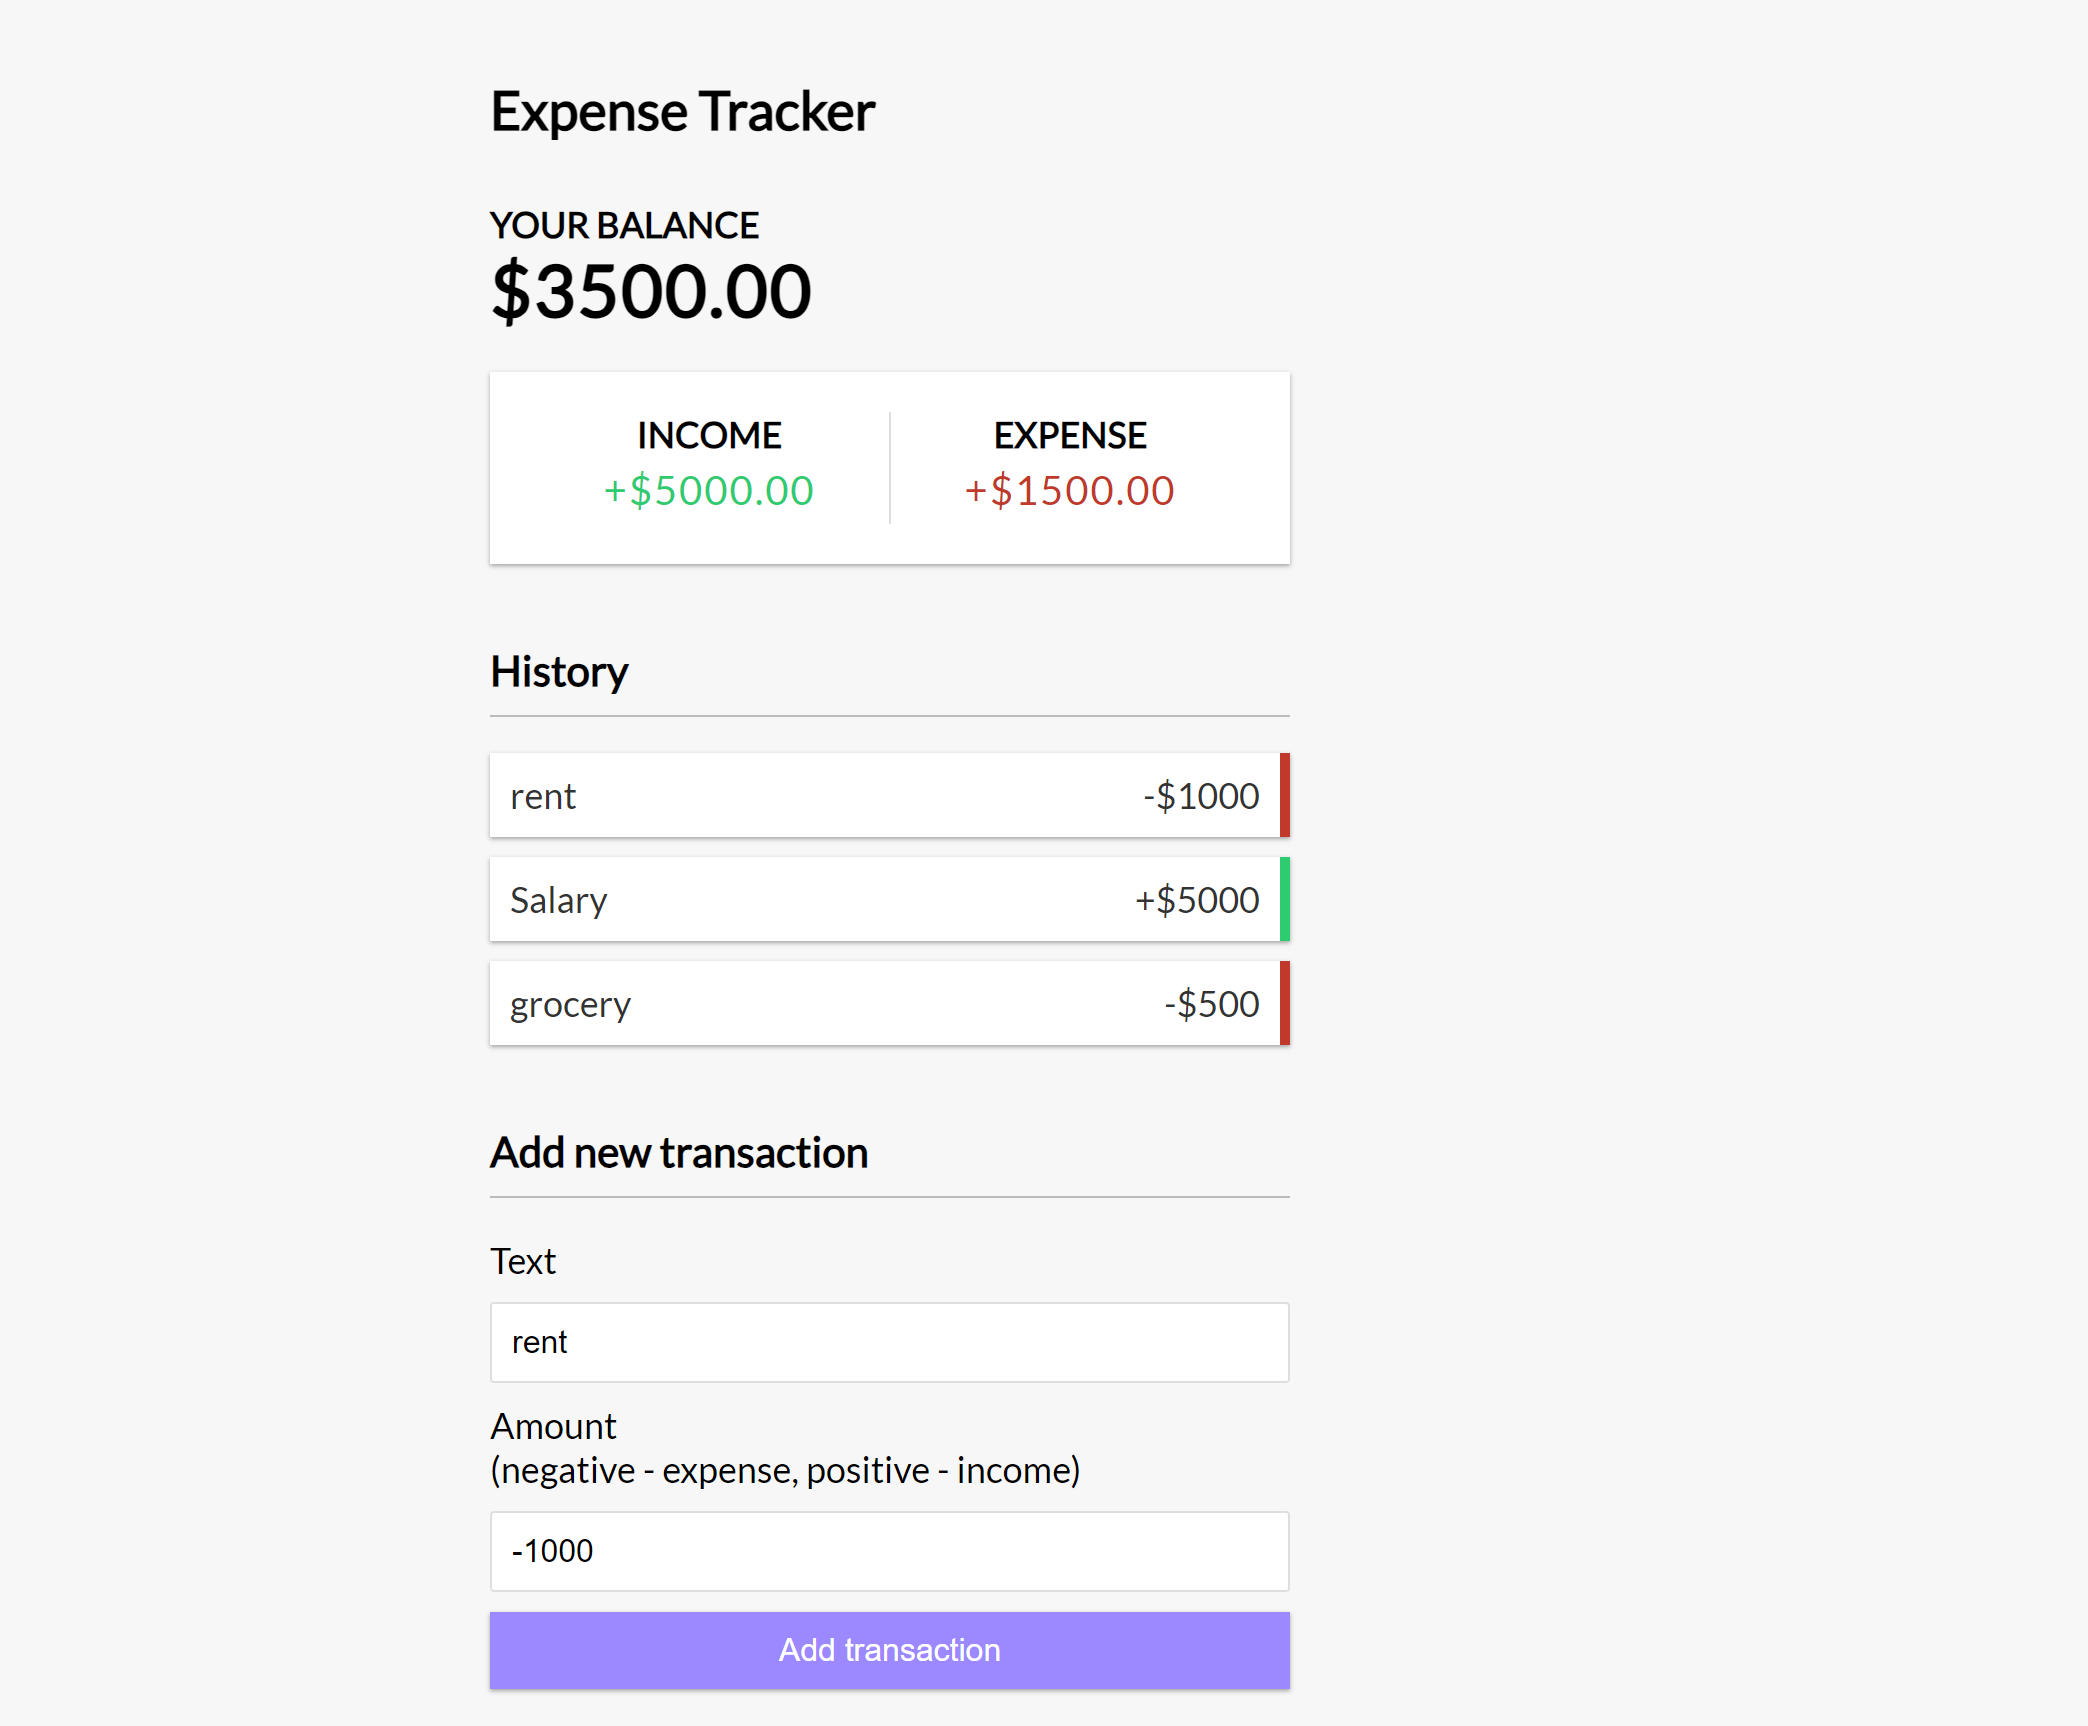 Expense Tracker
YOUR BALANCE
$3500.00
INCOME
+$5000.00
EXPENSE
+$1500.00
History
rent -$1000
Salary +$5000
grocery -$500
Add new transaction
Text
rent
Amount
(negative - expense, positive - income)
-1000
Add transaction